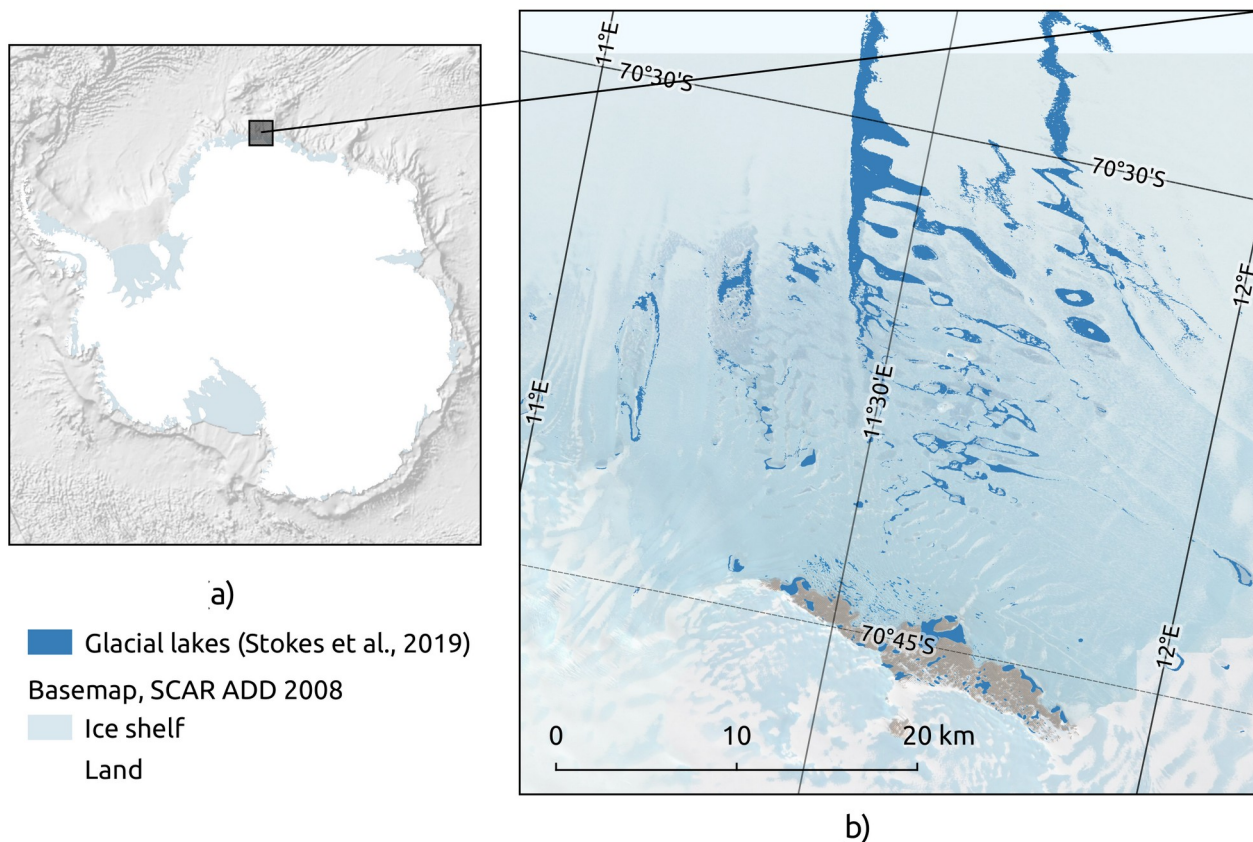 a)
Glacial lakes (Stokes et al., 2019)
Basemap, SCAR ADD 2008
Ice shelf
Land
11°E
70°30'S
70°30'S
12°E
11°30'E
11°E
12°E
70°45'S
0 10 20 km
b)